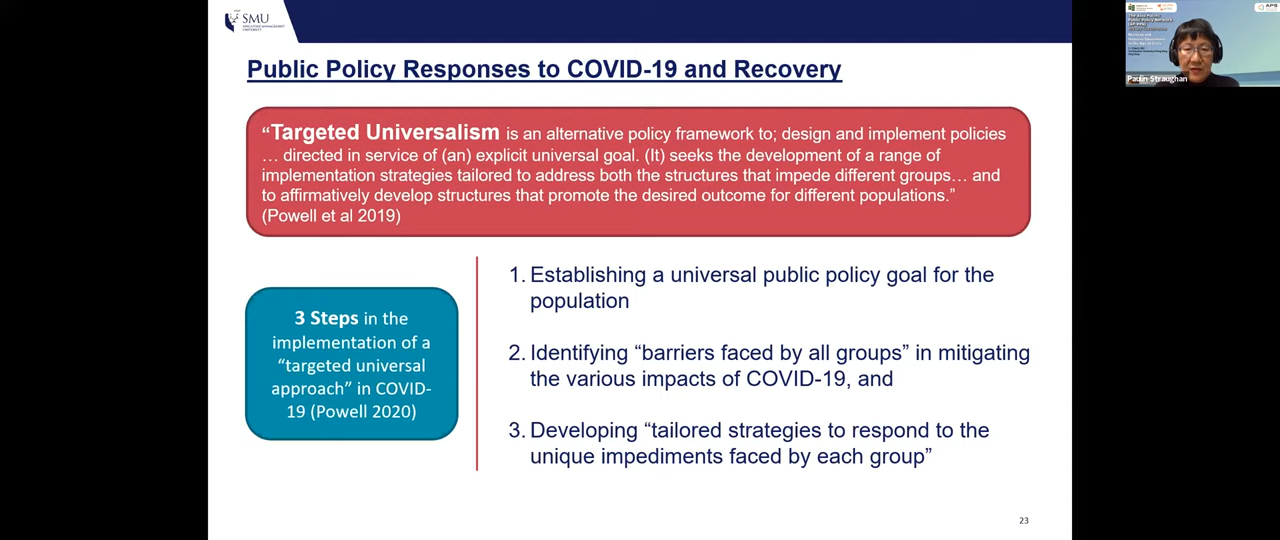 SMU
SINGAPORE MANAGEMENT
UNIVERSITY
Public Policy Responses to COVID-19 and Recovery
“Targeted Universalism is an alternative policy framework to; design and implement policies
… directed in service of (an) explicit universal goal. (It) seeks the development of a range of
implementation strategies tailored to address both the structures that impede different groups… and
to affirmatively develop structures that promote the desired outcome for different populations.”
(Powell et al 2019)
3 Steps in the
implementation of a
“targeted universal
approach” in COVID-
19 (Powell 2020)
1. Establishing a universal public policy goal for the
population
2. Identifying “barriers faced by all groups” in mitigating
the various impacts of COVID-19, and
3. Developing “tailored strategies to respond to the
unique impediments faced by each group”
23
APS
Paulin Straughan